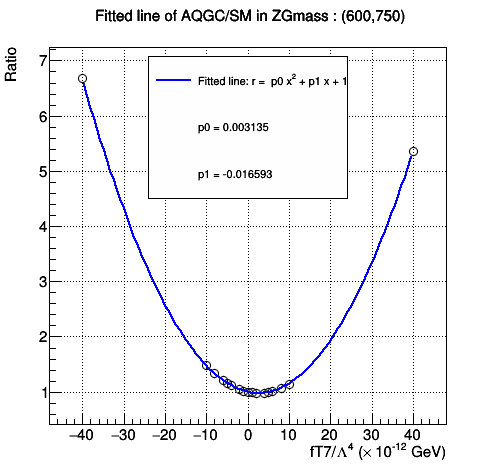 Fitted line of AQGC/SM in ZGmass : (600,750)
Ratio
Fitted line: r = p0 x² + p1 x + 1
p0 = 0.003135
p1 = -0.016593
7
6
5
4
3
2
1
−40 −30 −20 −10 0 10 20 30 40
fT7/Λ⁴ (× 10⁻¹² GeV)